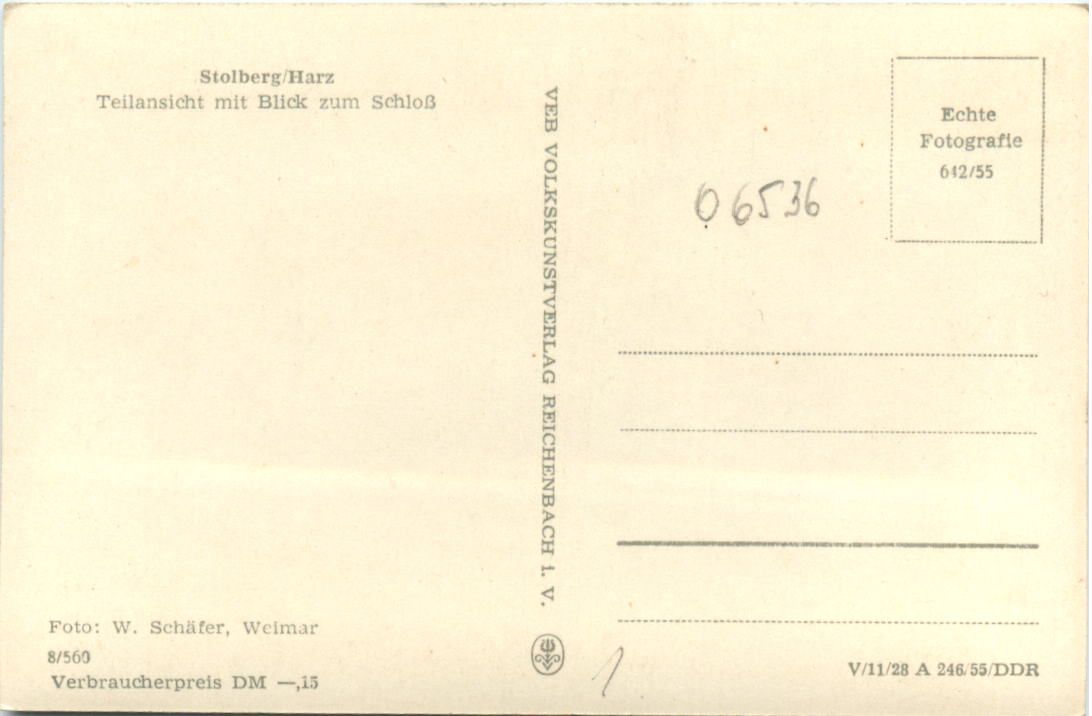 Stolberg/Harz
Teilansicht mit Blick zum Schloß
Foto: W. Schäfer, Weimar
8/560
Verbraucherpreis DM —,15
VEB VOLKSKUNSTVERLAG REICHENBACH i. V.
Echte
Fotografie
642/55
06536
1
V/11/28 A 246/55/DDR